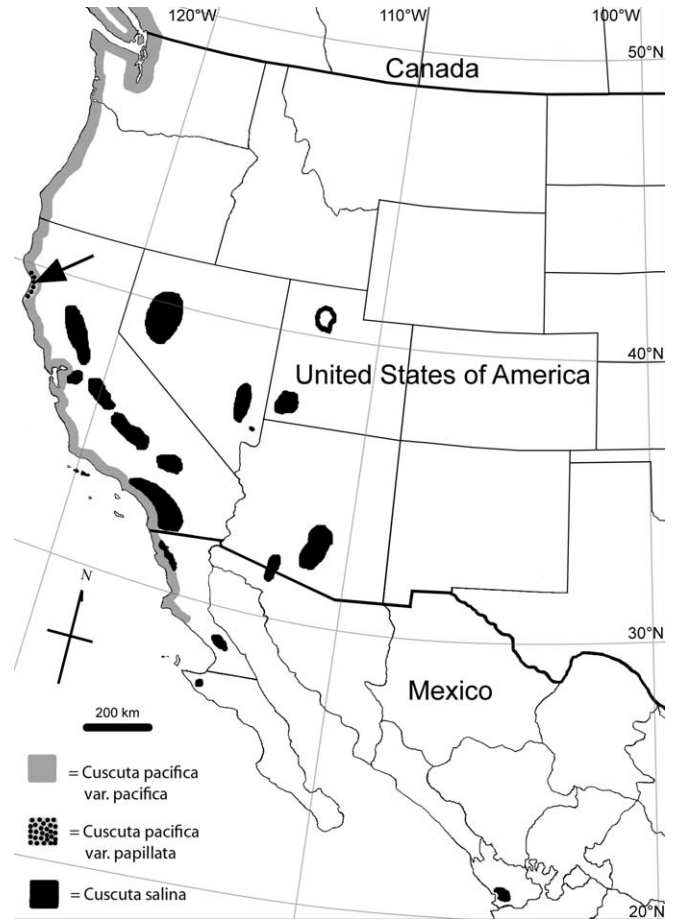 120°W
110°W
100°W
50°N
Canada
40°N
United States of America
N
30°N
Mexico
200 km
= Cuscuta pacifica
var. pacifica
= Cuscuta pacifica
var. papillata
= Cuscuta salina
20°N